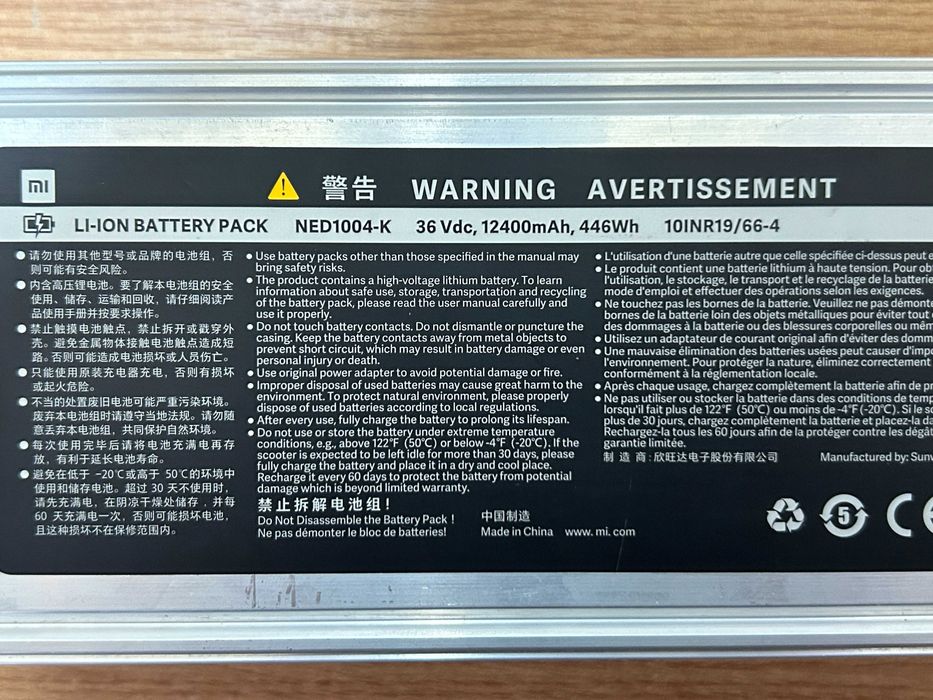 mi
警告 WARNING AVERTISSEMENT
LI-ION BATTERY PACK NED1004-K 36 Vdc, 12400mAh, 446Wh 10INR19/66-4
● 请勿使用其他型号或品牌的电池组，否
则可能有安全风险。
● 内含高压锂电池。要了解本电池组的安全
使用、储存、运输和回收，请仔细阅读产
品使用手册并按要求操作。
● 禁止触摸电池触点，禁止拆开或戳穿外
壳。避免金属物体接触电池触点造成短
路。否则可能造成电池损坏或人员伤亡。
● 只能使用原装充电器充电，否则有损坏
或起火危险。
● 不当的处置废旧电池可能严重污染环境。
废弃本电池组时请遵守当地法规。请勿随
意丢弃本电池组，共同保护自然环境。
● 每次使用完毕后请将电池充满电再存
放，有利于延长电池寿命。
● 避免在低于 -20℃或高于 50℃的环境中
使用和储存电池。超过 30 天不使用时，
请先充满电，在阴凉干燥处储存，并每
60 天充满电一次，否则可能损坏电池，
且这种损坏不在保修范围内。
● Use battery packs other than those specified in the manual may
bring safety risks.
● The product contains a high-voltage lithium battery. To learn
information about safe use, storage, transportation and recycling
of the battery pack, please read the user manual carefully and
use it properly.
● Do not touch battery contacts. Do not dismantle or puncture the
casing. Keep the battery contacts away from metal objects to
prevent short circuit, which may result in battery damage or even
personal injury or death.
● Use original power adapter to avoid potential damage or fire.
● Improper disposal of used batteries may cause great harm to the
environment. To protect natural environment, please properly
dispose of used batteries according to local regulations.
● After every use, fully charge the battery to prolong its lifespan.
● Do not use or store the battery under extreme temperature
conditions, e.g., above 122℉ (50℃) or below -4℉ (-20℃). If the
scooter is expected to be left idle for more than 30 days, please
fully charge the battery and place it in a dry and cool place.
Recharge it every 60 days to protect the battery from potential
damage which is beyond limited warranty.
禁止拆解电池组！
Do Not Disassemble the Battery Pack !
Ne pas démonter le bloc de batteries!
中国制造
Made in China www. mi. com
● L'utilisation d'une batterie autre que celle spécifiée ci-dessus peut
● Le produit contient une batterie lithium à haute tension. Pour
l'utilisation, le stockage, le transport et le recyclage de la batterie
mode d'emploi et effectuer des opérations selon les exigences.
● Ne touchez pas les bornes de la batterie. Veuillez ne pas
bornes de la batterie loin des objets métalliques pour éviter tout
des dommages à la batterie ou des blessures corporelles ou
● Utilisez un adaptateur de courant original afin d'éviter des
● Une mauvaise élimination des batteries usées peut causer
l'environnement. Pour protéger la nature, éliminez correctement
conformément à la réglementation locale.
● Après chaque usage, chargez complètement la batterie afin de
● Ne pas utiliser ou stocker la batterie dans des conditions de
lorsqu'il fait plus de 122℉ (50℃) ou moins de -4℉ (-20℃). Si le
plus de 30 jours, chargez complètement la batterie et placez-la
Rechargez-la tous les 60 jours afin de la protéger contre les
garantie limitée.
制 造 商：欣旺达电子股份有限公司 Manufactured by:
5 CE